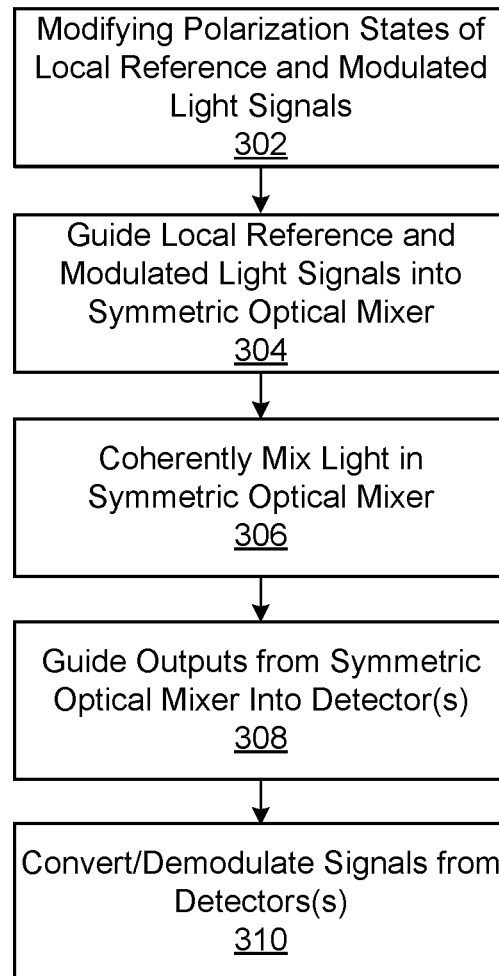 Modifying Polarization States of
Local Reference and Modulated
Light Signals
302
Guide Local Reference and
Modulated Light Signals into
Symmetric Optical Mixer
304
Coherently Mix Light in
Symmetric Optical Mixer
306
Guide Outputs from Symmetric
Optical Mixer Into Detector(s)
308
Convert/Demodulate Signals from
Detectors(s)
310